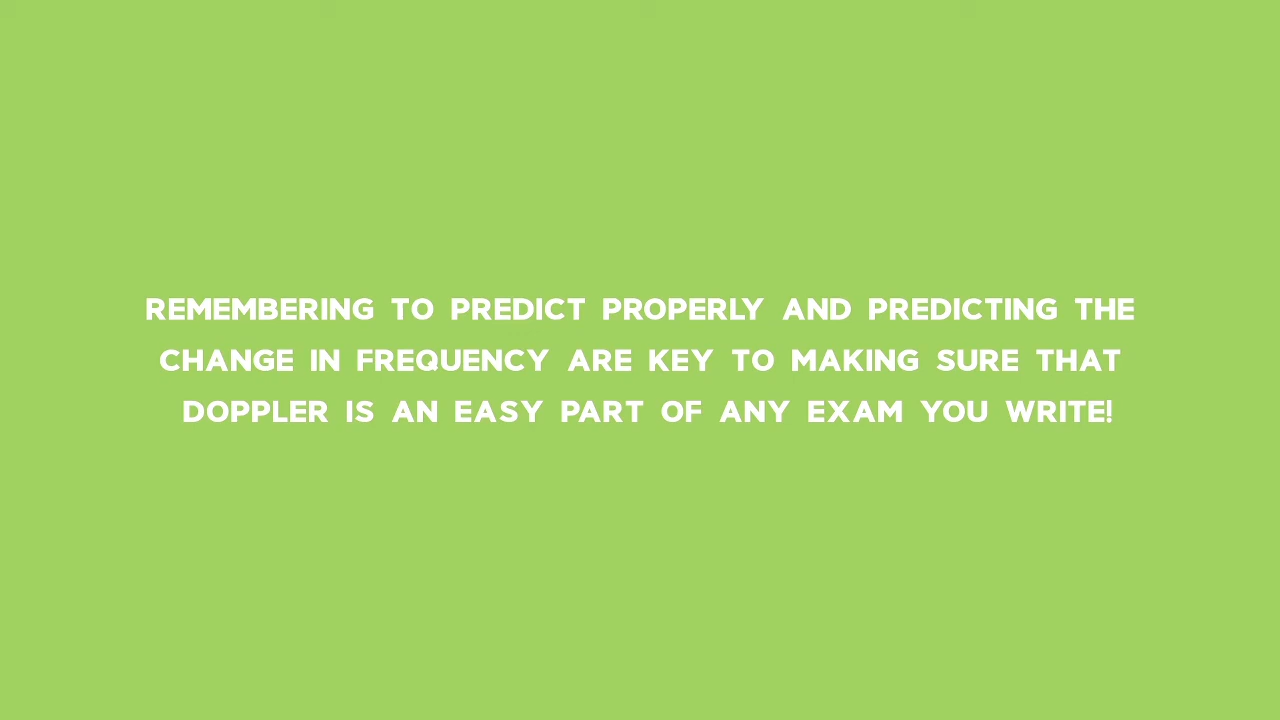 REMEMBERING TO PREDICT PROPERLY AND PREDICTING THE
CHANGE IN FREQUENCY ARE KEY TO MAKING SURE THAT
DOPPLER IS AN EASY PART OF ANY EXAM YOU WRITE!